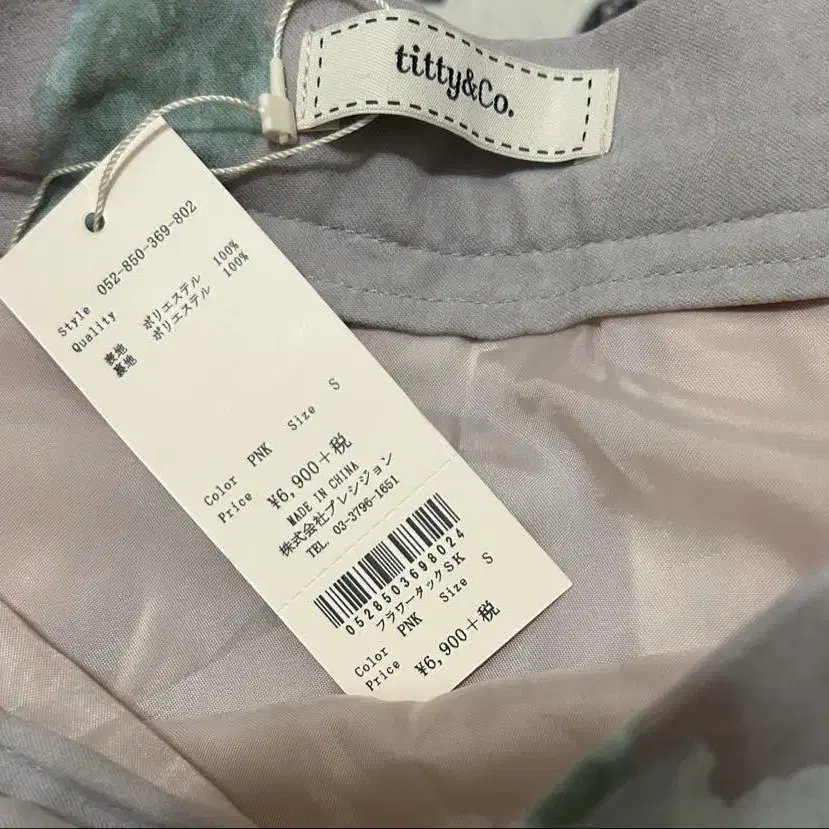 titty&Co.
Style 052-850-369-802
Quality
表地 ポリエステル 100%
裏地 ポリエステル 100%
Color PNK Size S
Price ¥6,900+税
MADE IN CHINA
株式会社プレシジョン
TEL. 03-3796-1651
0528503698024
フラワータックSK
Color PNK Size S
Price ¥6,900+税